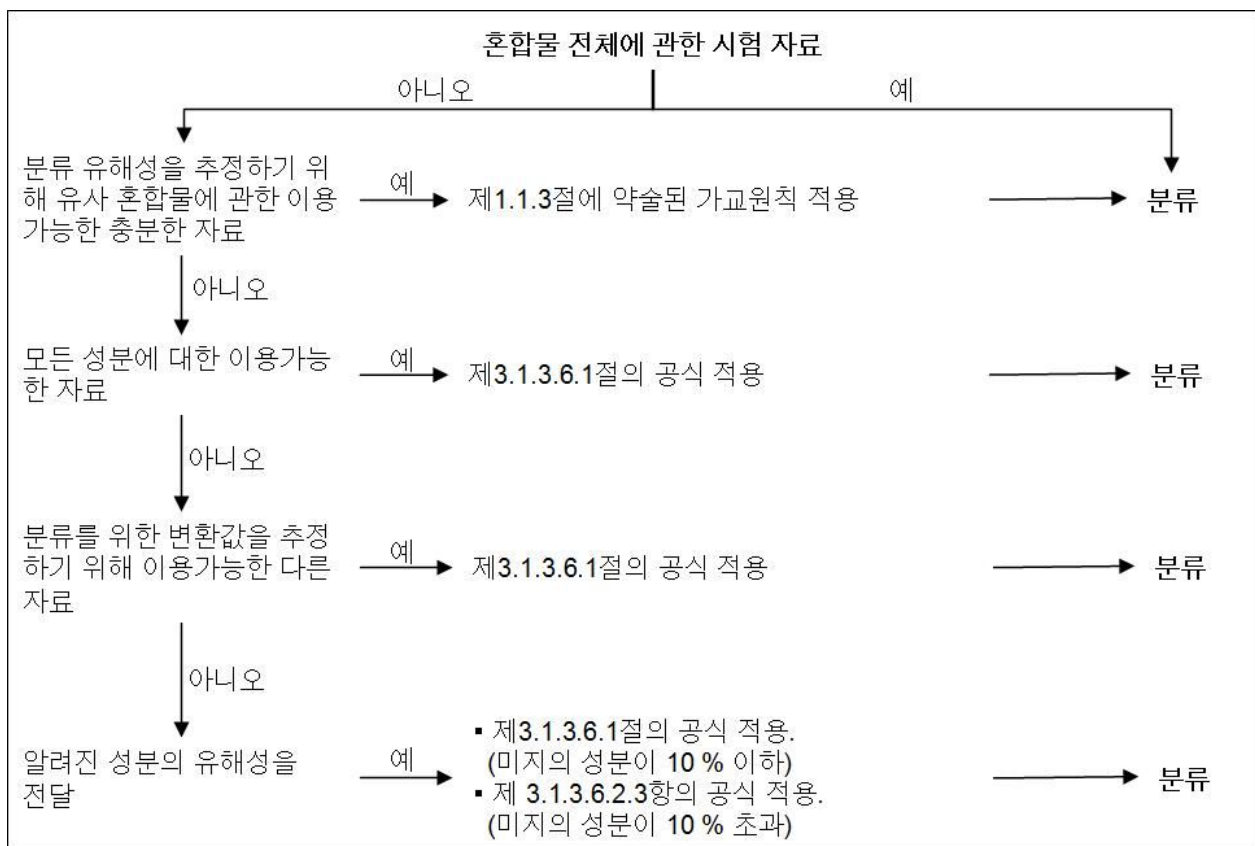 혼합물 전체에 관한 시험 자료
아니오
예
분류 유해성을 추정하기 위
해 유사 혼합물에 관한 이용
가능한 충분한 자료
예
제1.1.3절에 약술된 가교원칙 적용
분류
아니오
모든 성분에 대한 이용가능
한 자료
예
제3.1.3.6.1절의 공식 적용
분류
아니오
분류를 위한 변환값을 추정
하기 위해 이용가능한 다른
자료
예
제3.1.3.6.1절의 공식 적용
분류
아니오
알려진 성분의 유해성을
전달
예
▪ 제3.1.3.6.1절의 공식 적용.
(미지의 성분이 10 % 이하)
▪ 제 3.1.3.6.2.3항의 공식 적용.
(미지의 성분이 10 % 초과)
분류